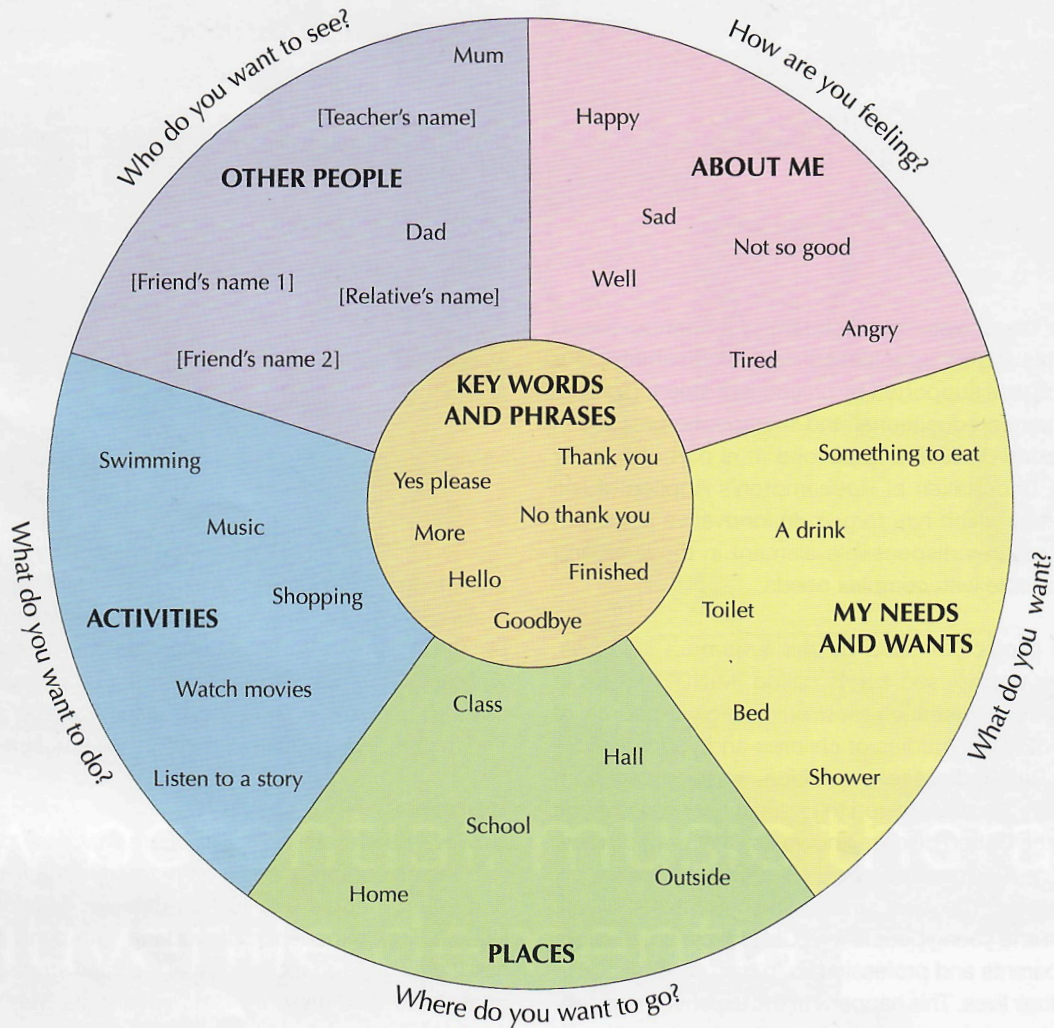 Who do you want to see?
Mum
[Teacher's name]
OTHER PEOPLE
Dad
[Friend's name 1]
[Relative's name]
[Friend's name 2]
How are you feeling?
Happy
ABOUT ME
Sad
Not so good
Well
Angry
Tired
KEY WORDS
AND PHRASES
Thank you
Yes please
No thank you
More
Hello
Finished
Goodbye
What do you want?
Something to eat
A drink
Toilet
MY NEEDS
AND WANTS
Bed
Shower
Where do you want to go?
Class
Hall
School
Outside
Home
PLACES
What do you want to do?
Swimming
Music
Shopping
ACTIVITIES
Watch movies
Listen to a story